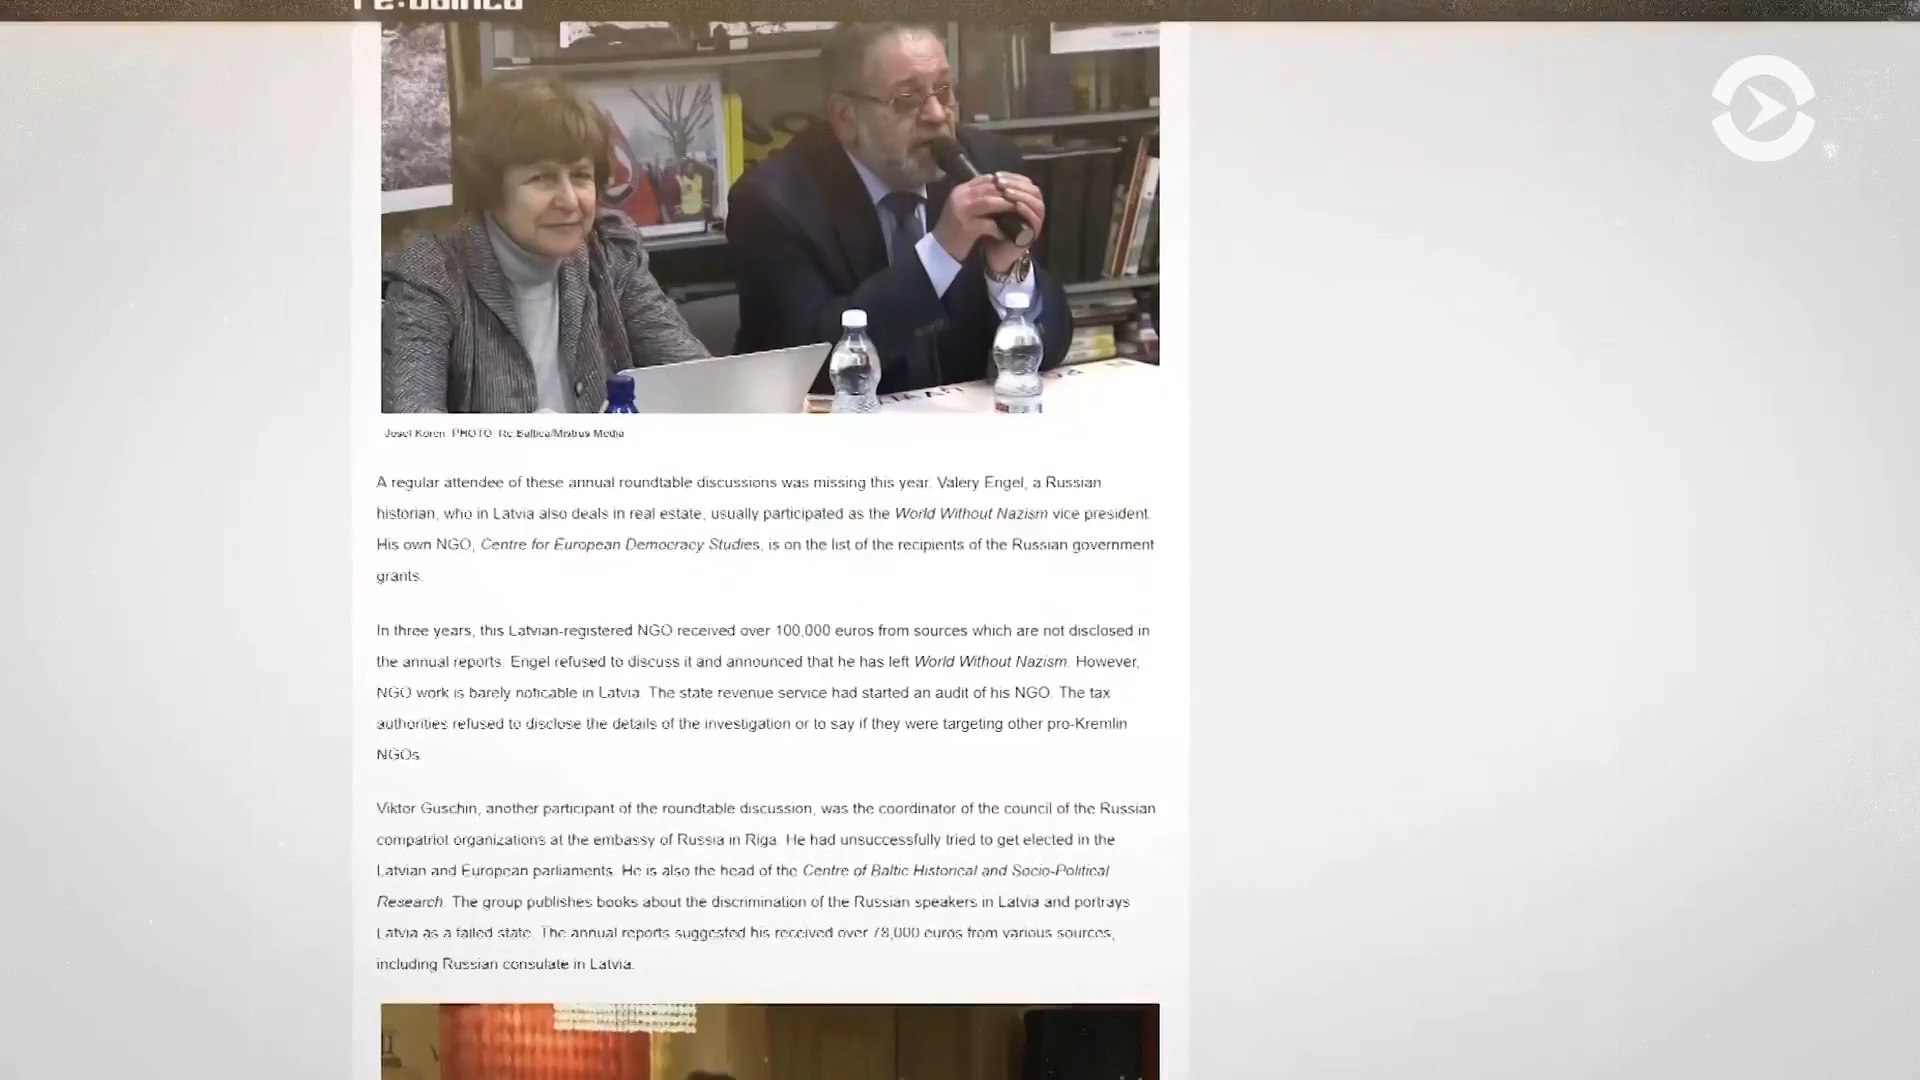 re:baltica
Josef Koren. PHOTO: Re:Baltica/Mistrus Media
A regular attendee of these annual roundtable discussions was missing this year. Valery Engel, a Russian
historian, who in Latvia also deals in real estate, usually participated as the World Without Nazism vice president.
His own NGO, Centre for European Democracy Studies, is on the list of the recipients of the Russian government
grants.
In three years, this Latvian-registered NGO received over 100,000 euros from sources which are not disclosed in
the annual reports. Engel refused to discuss it and announced that he has left World Without Nazism. However,
NGO work is barely noticable in Latvia. The state revenue service had started an audit of his NGO. The tax
authorities refused to disclose the details of the investigation or to say if they were targeting other pro-Kremlin
NGOs.
Viktor Guschin, another participant of the roundtable discussion, was the coordinator of the council of the Russian
compatriot organizations at the embassy of Russia in Riga. He had unsuccessfully tried to get elected in the
Latvian and European parliaments. He is also the head of the Centre of Baltic Historical and Socio-Political
Research. The group publishes books about the discrimination of the Russian speakers in Latvia and portrays
Latvia as a failed state. The annual reports suggested his received over 78,000 euros from various sources,
including Russian consulate in Latvia.